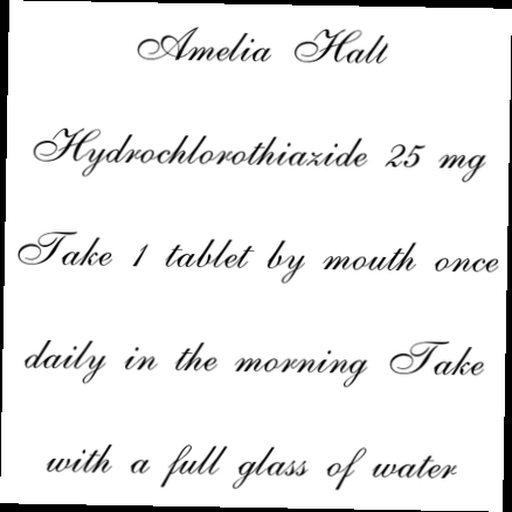 Amelia Halt
Hydrochlorothiazide 25 mg
Take 1 tablet by mouth once
daily in the morning Take
with a full glass of water